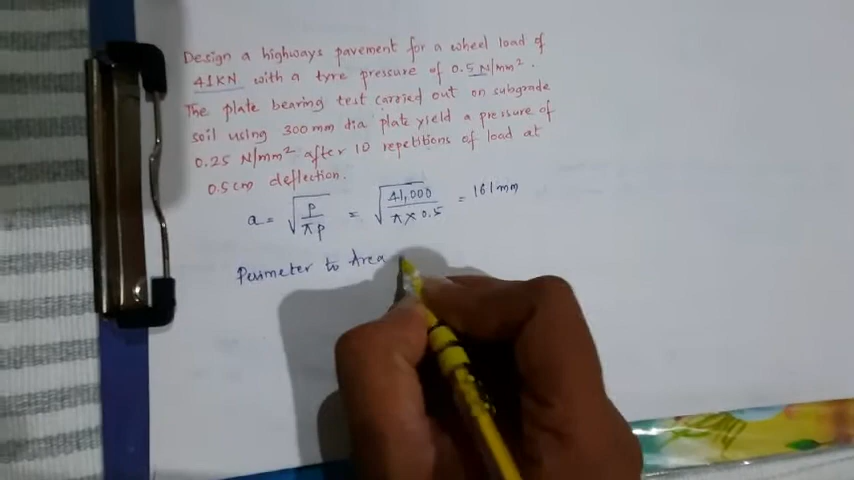 Design a highways pavement for a wheel load of
41KN with a tyre pressure of 0.5 N/mm².
The plate bearing test carried out on subgrade
soil using 300mm dia plate yield a pressure of
0.25 N/mm² after 10 repetitions of load at
0.5cm deflection.
a = √(P/πp) = √(41,000/π×0.5) = 161mm
Perimeter to Area